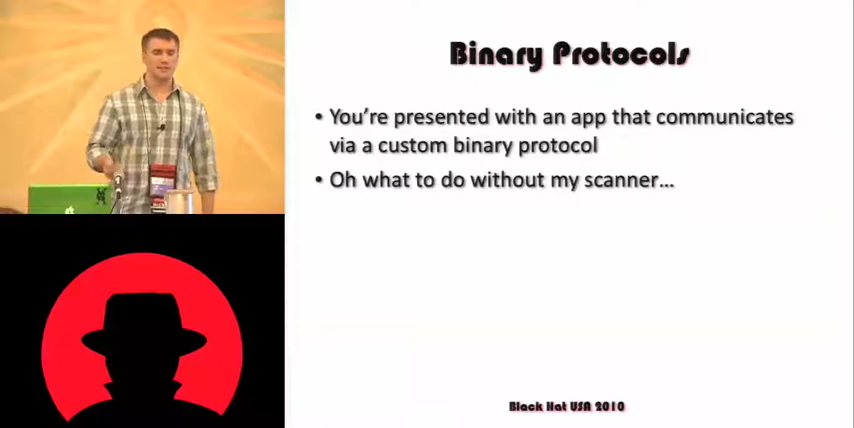 Binary Protocols
• You're presented with an app that communicates
via a custom binary protocol
• Oh what to do without my scanner...
Black Hat USA 2010